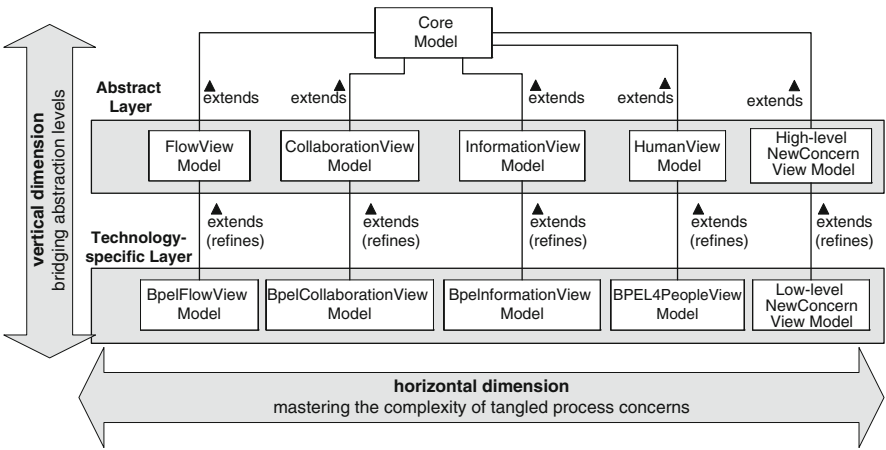 Core
Model
Abstract
Layer
▲
extends
▲
extends
▲
extends
▲
extends
▲
extends
FlowView
Model
CollaborationView
Model
InformationView
Model
HumanView
Model
High-level
NewConcern
View Model
▲
extends
(refines)
▲
extends
(refines)
▲
extends
(refines)
▲
extends
(refines)
▲
extends
(refines)
Technology-
specific Layer
BpelFlowView
Model
BpelCollaborationView
Model
BpeInformationView
Model
BPEL4PeopleView
Model
Low-level
NewConcern
View Model
vertical dimension
bridging abstraction levels
horizontal dimension
mastering the complexity of tangled process concerns